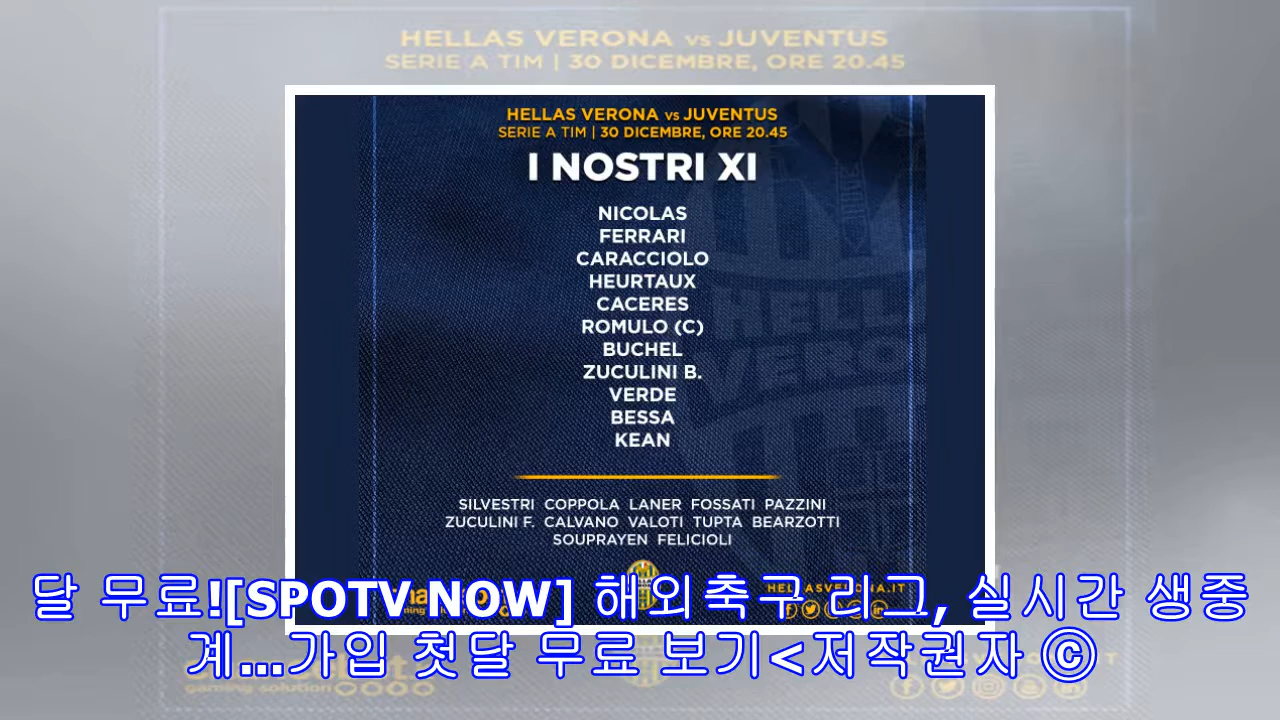 HELLAS VERONA vs JUVENTUS
SERIE A TIM | 30 DICEMBRE, ORE 20.45
HELLAS VERONA vs JUVENTUS
SERIE A TIM | 30 DICEMBRE, ORE 20.45
I NOSTRI XI
NICOLAS
FERRARI
CARACCIOLO
HEURTAUX
CACERES
ROMULO (C)
BUCHEL
ZUCULINI B.
VERDE
BESSA
KEAN
SILVESTRI COPPOLA LANER FOSSATI PAZZINI
ZUCULINI F. CALVANO VALOTI TUPTA BEARZOTTI
SOUPRAYEN FELICIOLI
달 무료![SPOTV NOW] 해외축구 리그, 실시간 생중
계...가입 첫달 무료 보기<저작권자 ⓒ
gaming solution